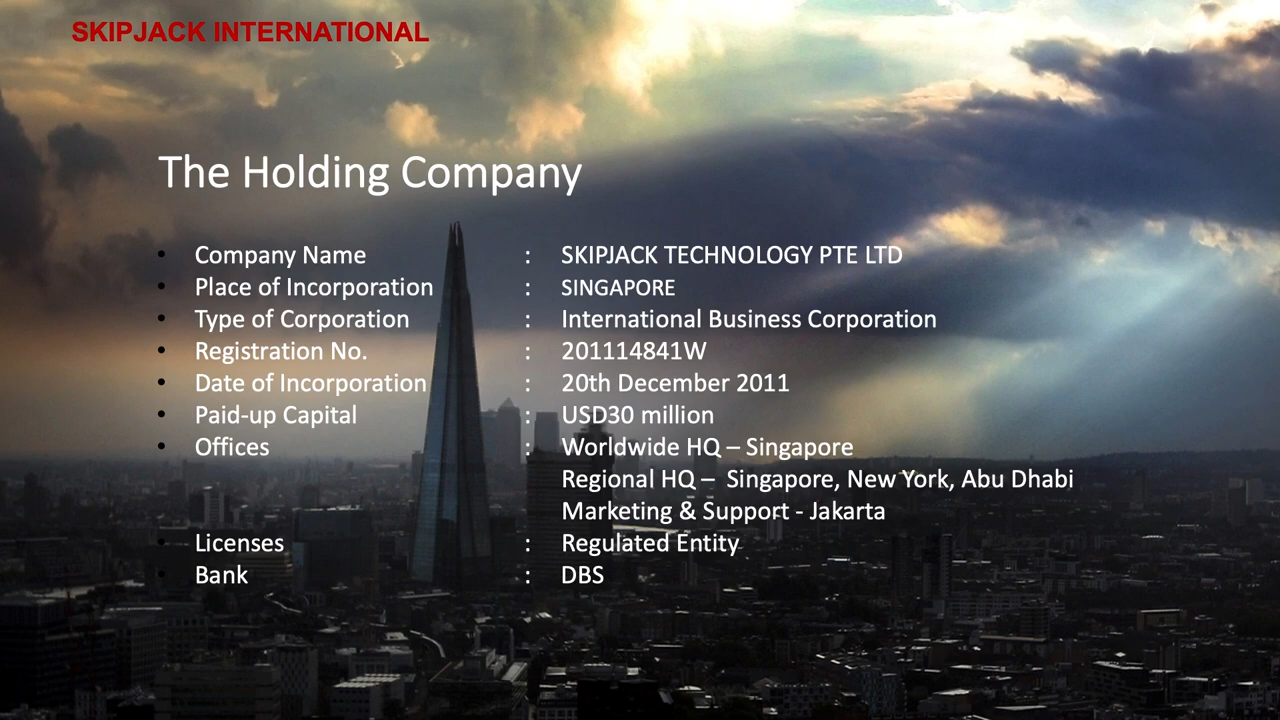 SKIPJACK INTERNATIONAL
The Holding Company
• Company Name : SKIPJACK TECHNOLOGY PTE LTD
• Place of Incorporation : SINGAPORE
• Type of Corporation : International Business Corporation
• Registration No. : 201114841W
• Date of Incorporation : 20th December 2011
• Paid-up Capital : USD30 million
• Offices : Worldwide HQ – Singapore
Regional HQ – Singapore, New York, Abu Dhabi
Marketing & Support - Jakarta
• Licenses : Regulated Entity
• Bank : DBS